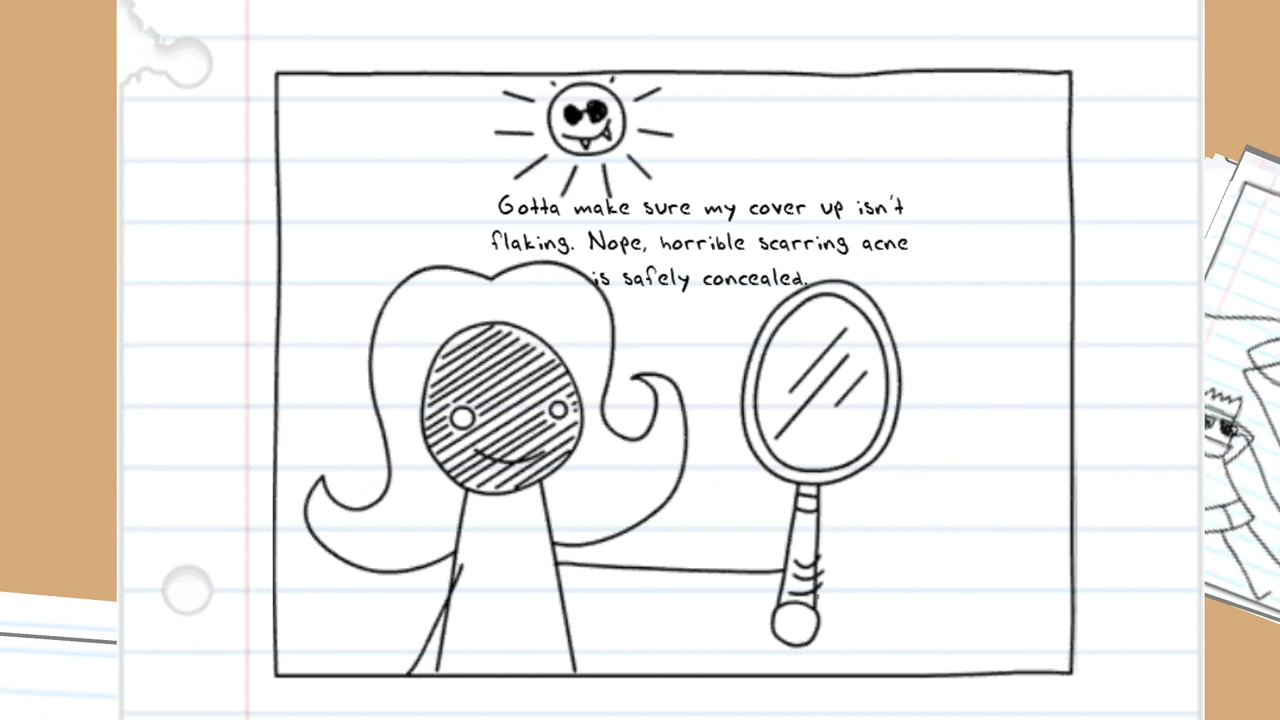 Gotta make sure my cover up isn't
flaking. Nope, horrible scarring acne
is safely concealed.